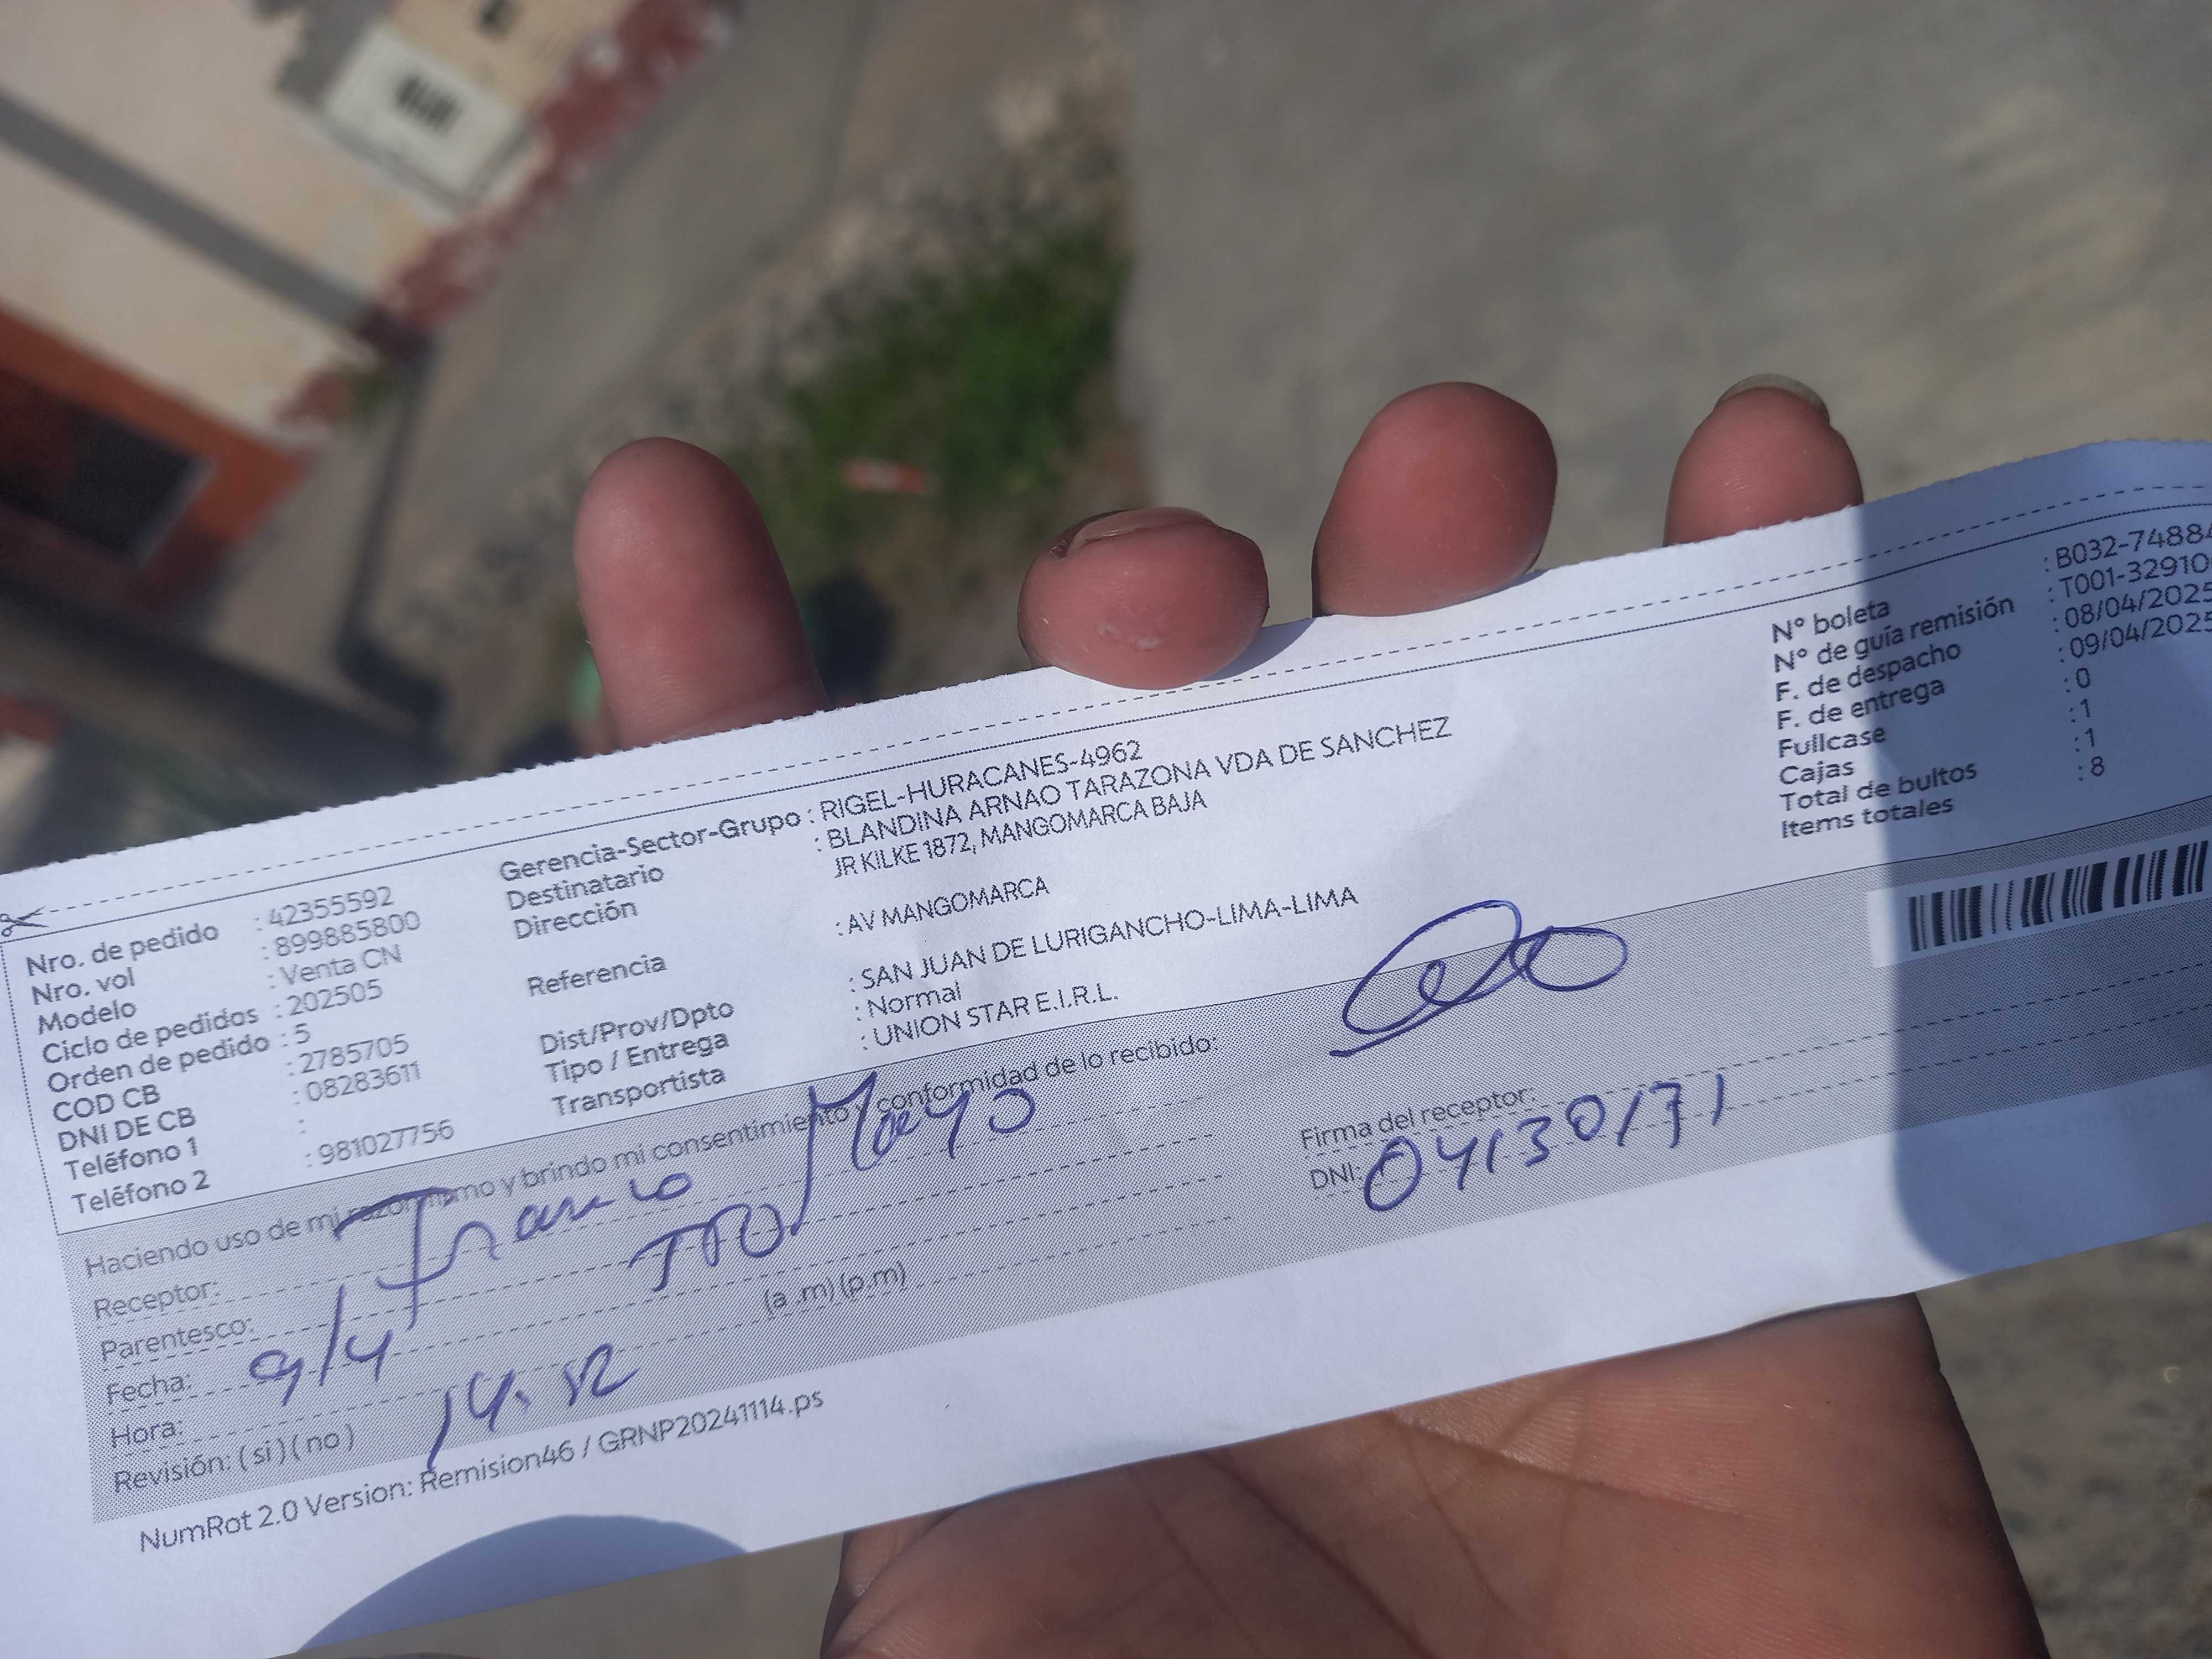 Nro. de pedido : 42355592
Nro. vol : 899885800
Modelo : Venta CN
Ciclo de pedidos : 202505
Orden de pedido : 5
COD CB : 2785705
DNI DE CB : 08283611
Teléfono 1 :
Teléfono 2 : 981027756
Gerencia-Sector-Grupo : RIGEL-HURACANES-4962
Destinatario : BLANDINA ARNAO TARAZONA VDA DE SANCHEZ
Dirección JR KILKE 1872, MANGOMARCA BAJA
Referencia : AV MANGOMARCA
Dist/Prov/Dpto : SAN JUAN DE LURIGANCHO-LIMA-LIMA
Tipo / Entrega : Normal
Transportista : UNION STAR E.I.R.L.
N° boleta : B032-7488
N° de guía remisión : T001-32910
F. de despacho : 08/04/2025
F. de entrega : 09/04/2025
Fullcase : 0
Cajas : 1
Total de bultos : 1
Items totales : 8
Haciendo uso de mi razonamiento y brindo mi consentimiento y conformidad de lo recibido:
Receptor: Franco Mayo
Parentesco:
Fecha: 9/4
Hora: 14:52 (a .m) (p.m)
Revisión: ( si ) ( no )
Firma del receptor:
DNI: 04130171
NumRot 2.0 Version: Remision46 / GRNP20241114.ps